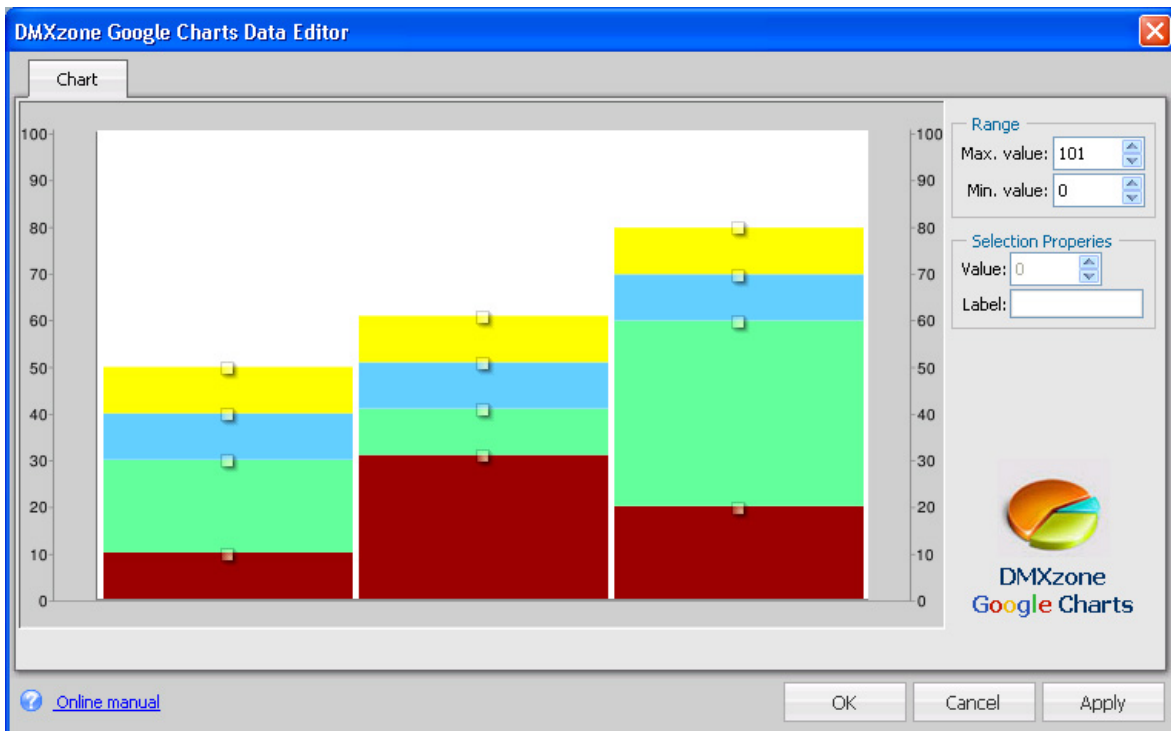 DMXzone Google Charts Data Editor
Chart
100
90
80
70
60
50
40
30
20
10
0
100
90
80
70
60
50
40
30
20
10
0
Range
Max. value: 101
Min. value: 0
Selection Properies
Value: 0
Label:
DMXzone
Google Charts
Online manual
OK
Cancel
Apply